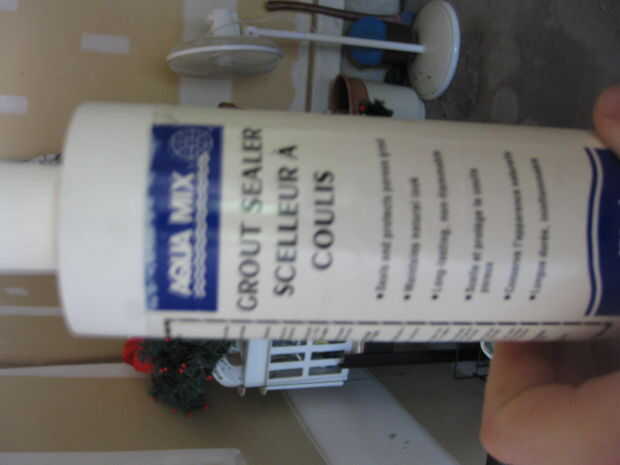 AQUA MIX
GROUT SEALER
SCELLEUR À
COULIS
• Seals and protects porous grout
• Maintains natural look
• Long-lasting, non-flammable
• Scelle et protège le coulis
poreux
• Conserve l'apparence naturelle
• Longue durée, ininflammable